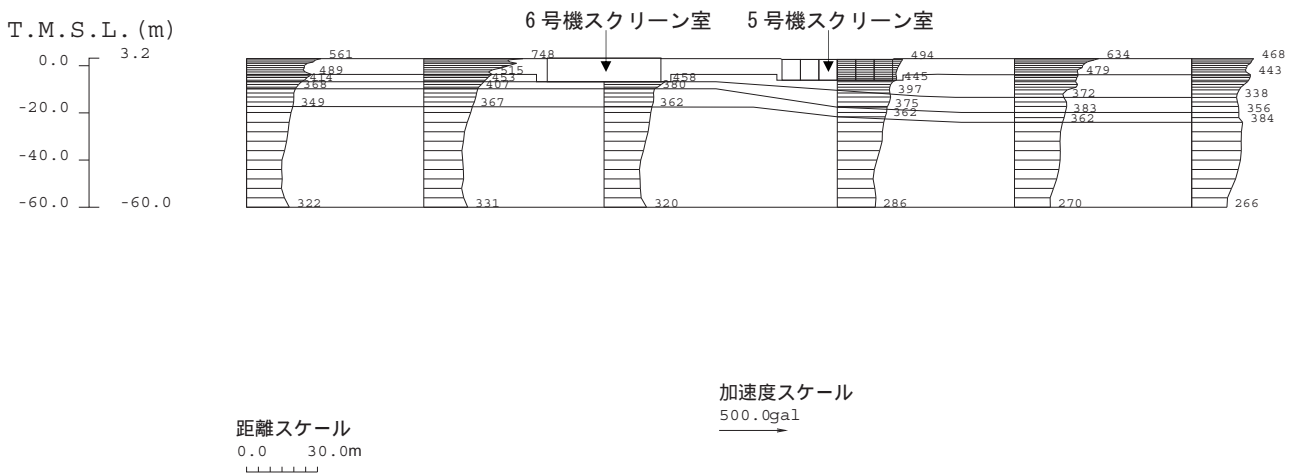 6号機スクリーン室 5号機スクリーン室
T.M.S.L.(m)
0.0 3.2
-20.0
-40.0
-60.0 -60.0
561 748 494 634 468
489 515 445 479 443
414 453 458
368 407 380 397 372 338
349 367 362 375 383 356
362 362 384
322 331 320 286 270 266
加速度スケール
500.0gal
距離スケール
0.0 30.0m